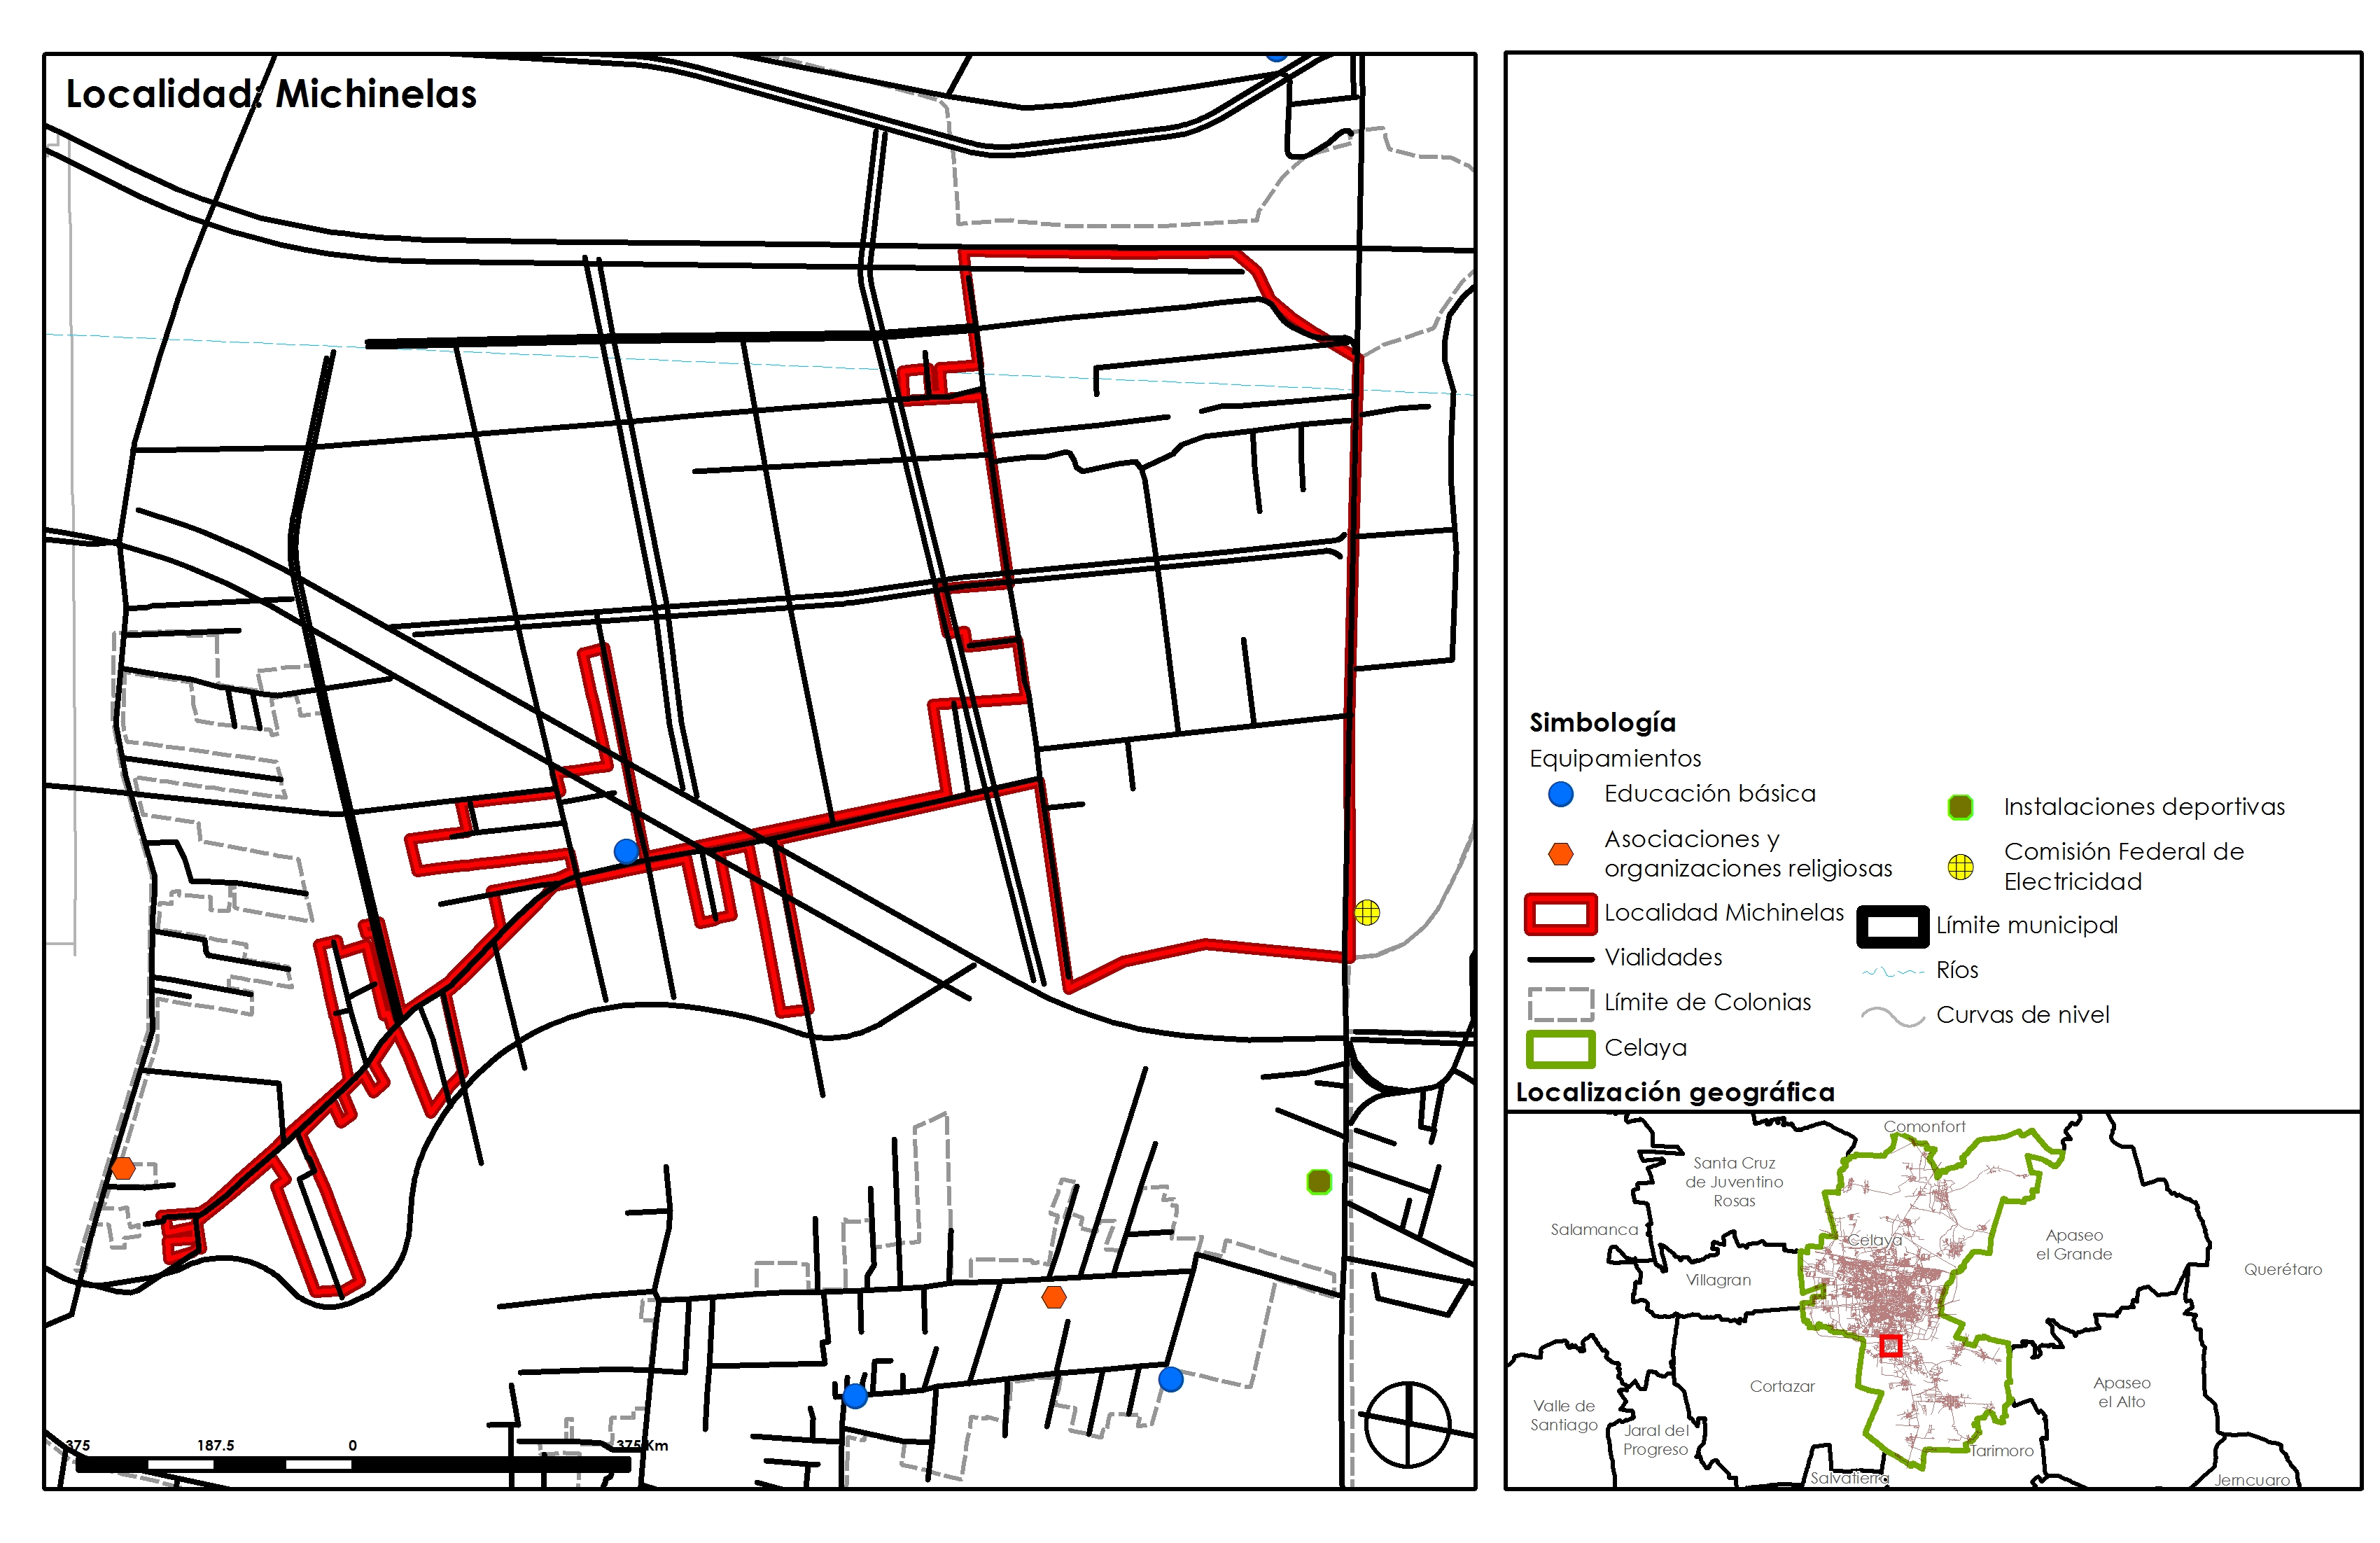 Localidad: Michinelas
375 187.5 0 375 Km
Simbología
Equipamientos
Educación básica
Asociaciones y
organizaciones religiosas
Localidad Michinelas
Vialidades
Límite de Colonias
Celaya
Instalaciones deportivas
Comisión Federal de
Electricidad
Límite municipal
Ríos
Curvas de nivel
Localización geográfica
Comonfort
Santa Cruz
de Juventino
Rosas
Salamanca
Celaya
Apaseo
el Grande
Villagran
Querétaro
Cortazar
Apaseo
el Alto
Valle de
Santiago
Jaral del
Progreso
Tarimoro
Salvatierra
Jerncuaro